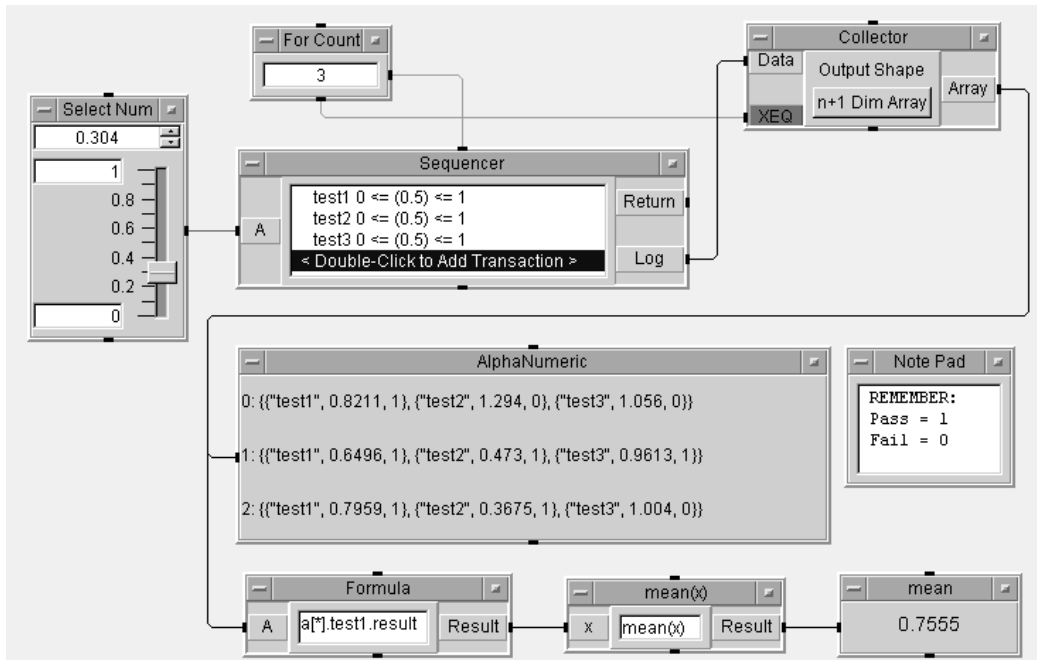 For Count
3
Select Num
0.304
1
0.8
0.6
0.4
0.2
0
Collector
Data
Output Shape
n+1 Dim Array
Array
XEQ
Sequencer
A
test1 0 <= (0.5) <= 1
test2 0 <= (0.5) <= 1
test3 0 <= (0.5) <= 1
< Double-Click to Add Transaction >
Return
Log
AlphaNumeric
0: {{"test1", 0.8211, 1}, {"test2", 1.294, 0}, {"test3", 1.056, 0}}
1: {{"test1", 0.6496, 1}, {"test2", 0.473, 1}, {"test3", 0.9613, 1}}
2: {{"test1", 0.7959, 1}, {"test2", 0.3675, 1}, {"test3", 1.004, 0}}
Note Pad
REMEMBER:
Pass = 1
Fail = 0
Formula
A
a[*].test1.result
Result
mean(x)
X
mean(x)
Result
mean
0.7555